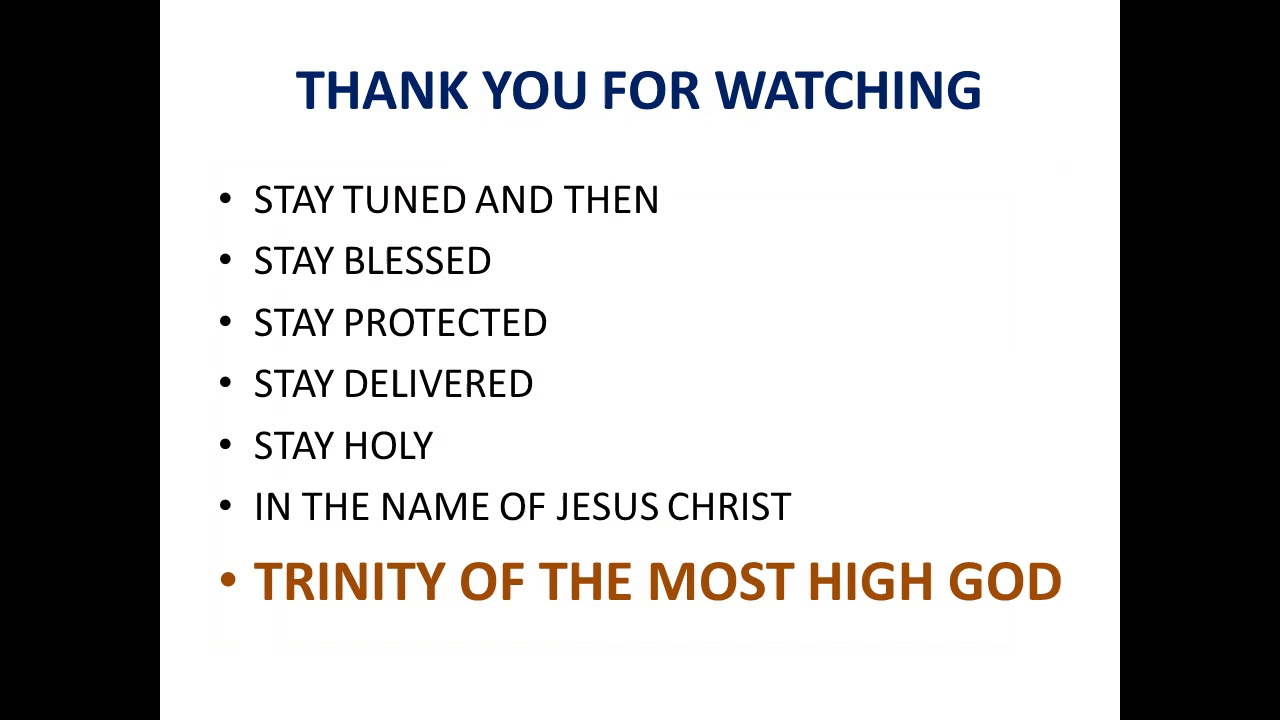 THANK YOU FOR WATCHING
• STAY TUNED AND THEN
• STAY BLESSED
• STAY PROTECTED
• STAY DELIVERED
• STAY HOLY
• IN THE NAME OF JESUS CHRIST
• TRINITY OF THE MOST HIGH GOD